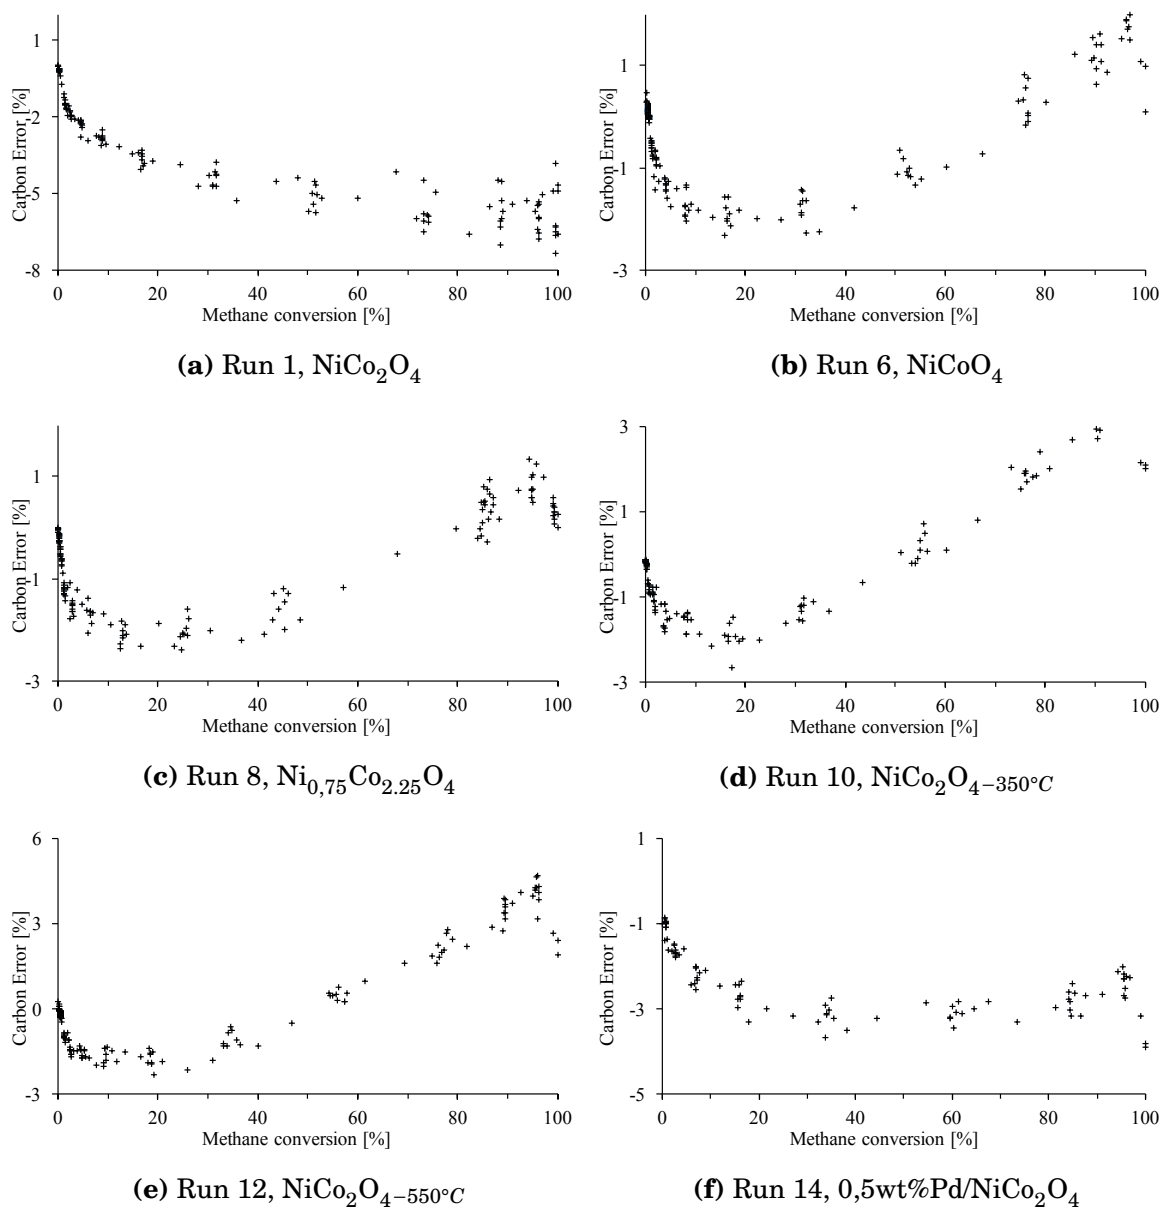 1
-2
-5
-8
Carbon Error [%]
0 20 40 60 80 100
Methane conversion [%]
(a) Run 1, NiCo₂O₄
1
-1
-3
Carbon Error [%]
0 20 40 60 80 100
Methane conversion [%]
(b) Run 6, NiCoO₄
1
-1
-3
Carbon Error [%]
0 20 40 60 80 100
Methane conversion [%]
(c) Run 8, Ni₀,₇₅Co₂.₂₅O₄
3
1
-1
-3
Carbon Error [%]
0 20 40 60 80 100
Methane conversion [%]
(d) Run 10, NiCo₂O₄₋₃₅₀°C
6
3
0
-3
Carbon Error [%]
0 20 40 60 80 100
Methane conversion [%]
(e) Run 12, NiCo₂O₄₋₅₅₀°C
1
-1
-3
-5
Carbon Error [%]
0 20 40 60 80 100
Methane conversion [%]
(f) Run 14, 0,5wt%Pd/NiCo₂O₄